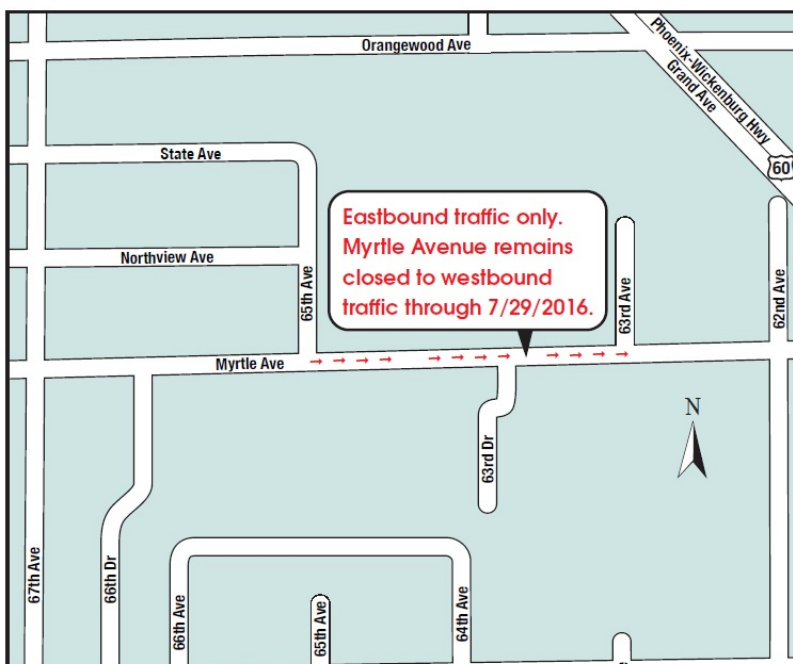 Orangewood Ave
Phoenix-Wickenburg Hwy
Grand Ave
60
State Ave
Eastbound traffic only.
Myrtle Avenue remains
closed to westbound
traffic through 7/29/2016.
Northview Ave
65th Ave
63rd Ave
62nd Ave
Myrtle Ave
N
63rd Dr
67th Ave
66th Dr
66th Ave
65th Ave
64th Ave